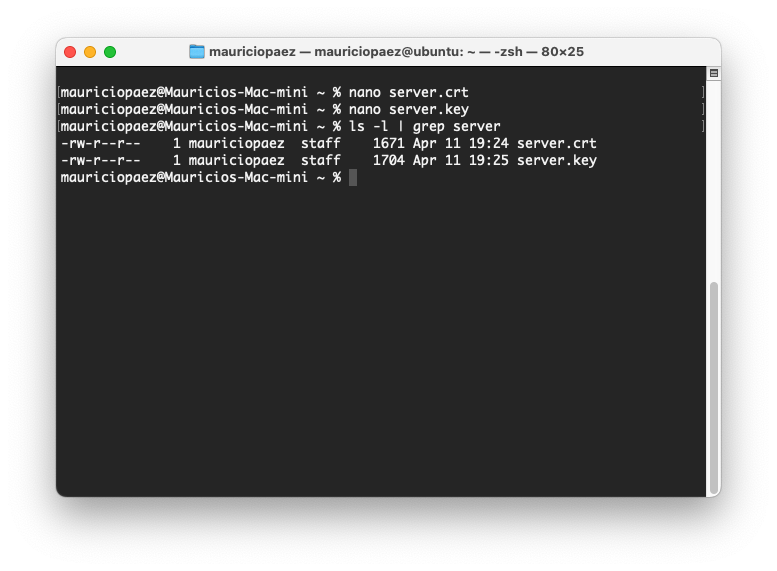 mauriciopaez — mauriciopaez@ubuntu: ~ — -zsh — 80×25
[mauriciopaez@Mauricios-Mac-mini ~ % nano server.crt ]
[mauriciopaez@Mauricios-Mac-mini ~ % nano server.key ]
[mauriciopaez@Mauricios-Mac-mini ~ % ls -l | grep server ]
-rw-r--r--    1 mauriciopaez  staff    1671 Apr 11 19:24 server.crt
-rw-r--r--    1 mauriciopaez  staff    1704 Apr 11 19:25 server.key
mauriciopaez@Mauricios-Mac-mini ~ %